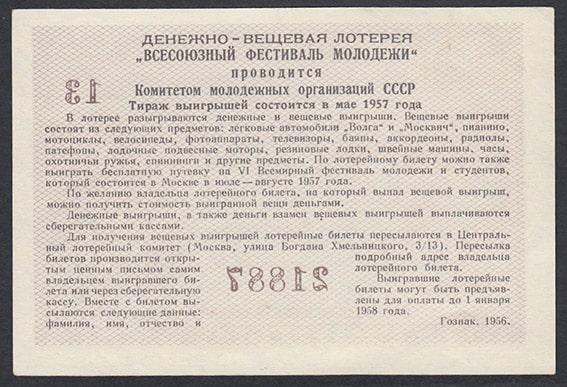 ДЕНЕЖНО-ВЕЩЕВАЯ ЛОТЕРЕЯ
„ВСЕСОЮЗНЫЙ ФЕСТИВАЛЬ МОЛОДЕЖИ“
проводится
Комитетом молодежных организаций СССР
13
Тираж выигрышей состоится в мае 1957 года
В лотерее разыгрываются денежные и вещевые выигрыши. Вещевые выигрыши
состоят из следующих предметов: легковые автомобили „Волга“ и „Москвич“, пианино,
мотоциклы, велосипеды, фотоаппараты, телевизоры, баяны, аккордеоны, радиолы,
патефоны, лодочные подвесные моторы, резиновые лодки, швейные машины, часы,
охотничьи ружья, спиннинги и другие предметы. По лотерейному билету можно также
выиграть бесплатную путевку на VI Всемирный фестиваль молодежи и студентов,
который состоится в Москве в июле—августе 1957 года.
По желанию владельца лотерейного билета, на который выпал вещевой выигрыш,
можно получить стоимость выигранной вещи деньгами.
Денежные выигрыши, а также деньги взамен вещевых выигрышей выплачиваются
сберегательными кассами.
Для получения вещевых выигрышей лотерейные билеты пересылаются в Централь-
ный лотерейный комитет (Москва, улица Богдана Хмельницкого, 3/13). Пересылка
билетов производится откры-
тым ценным письмом самим
владельцем выигравшего би-
лета или через сберегательную
кассу. Вместе с билетом вы-
сылаются следующие данные:
фамилия, имя, отчество и
21887
подробный адрес владельца
лотерейного билета.
Выигравшие лотерейные
билеты могут быть предъяв-
лены для оплаты до 1 января
1958 года.
Гознак. 1956.